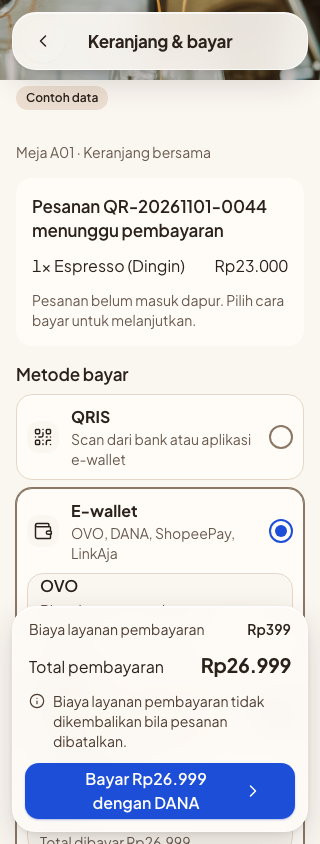 Keranjang & bayar
Contoh data
Meja A01 · Keranjang bersama
Pesanan QR-20261101-0044
menunggu pembayaran
1× Espresso (Dingin) Rp23.000
Pesanan belum masuk dapur. Pilih cara
bayar untuk melanjutkan.
Metode bayar
QRIS
Scan dari bank atau aplikasi
e-wallet
E-wallet
OVO, DANA, ShopeePay,
LinkAja
OVO
Biaya layanan pembayaran Rp399
Total pembayaran Rp26.999
Biaya layanan pembayaran tidak
dikembalikan bila pesanan
dibatalkan.
Bayar Rp26.999
dengan DANA
Total dibayar Rp26.999